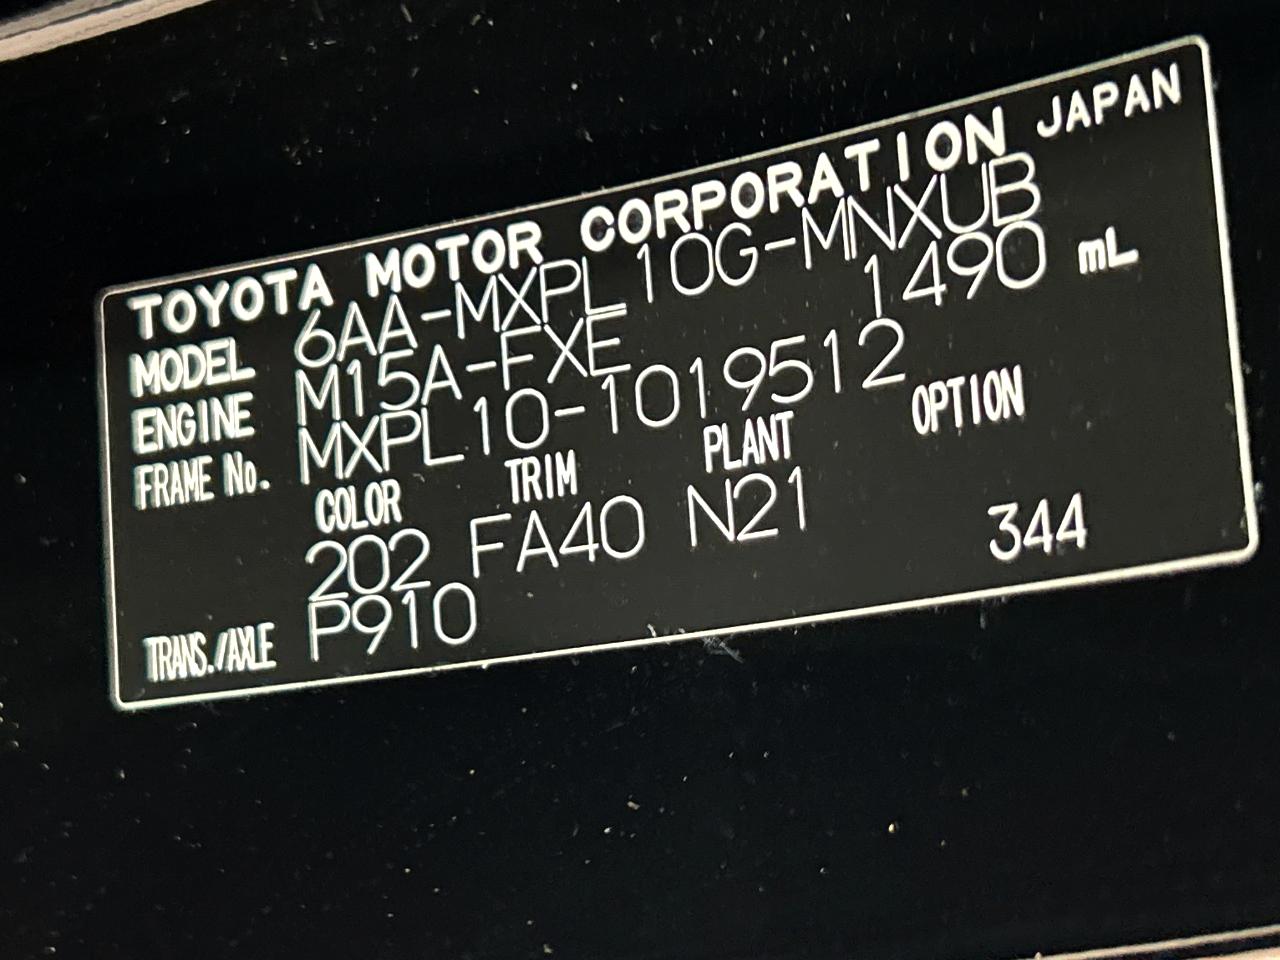 TOYOTA MOTOR CORPORATION JAPAN
MODEL 6AA-MXPL10G-MNXUB
ENGINE M15A-FXE 1490 mL
FRAME No. MXPL10-1019512
COLOR TRIM PLANT OPTION
202 FA40 N21 344
TRANS./AXLE P910